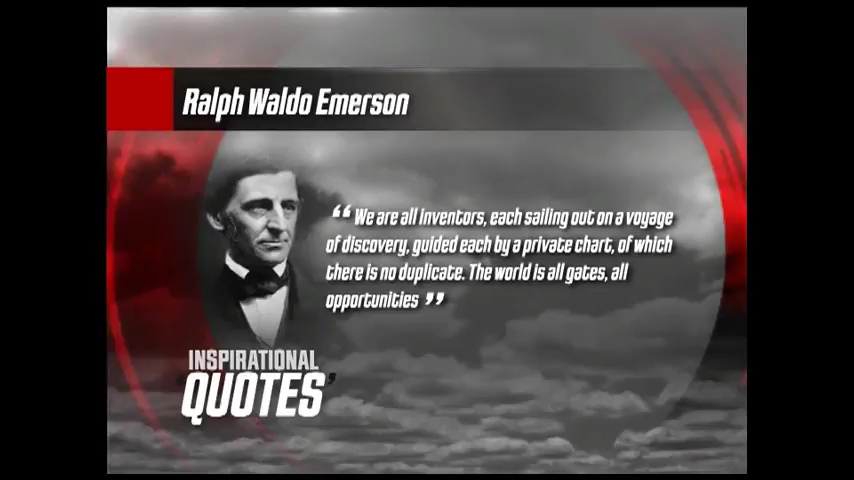 Ralph Waldo Emerson
“We are all inventors, each sailing out on a voyage
of discovery, guided each by a private chart, of which
there is no duplicate. The world is all gates, all
opportunities”
INSPIRATIONAL
QUOTES”